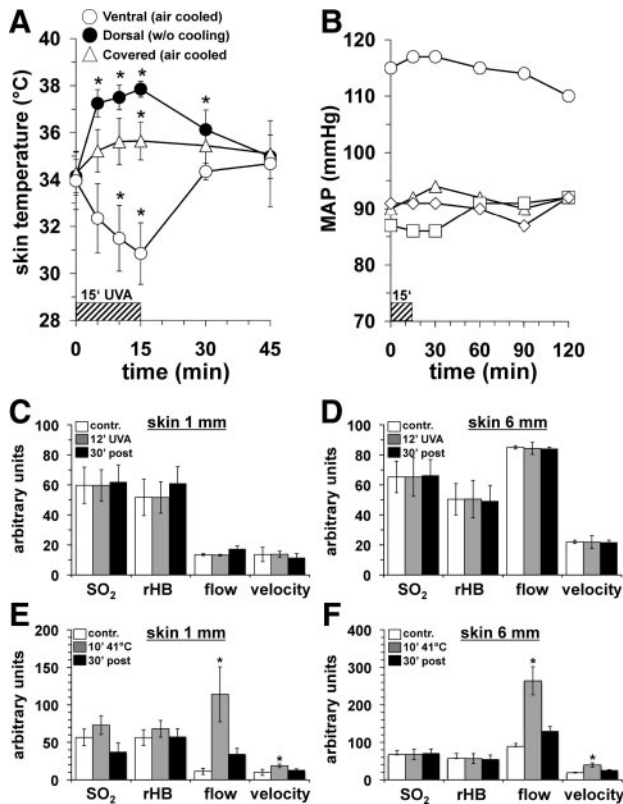 A
Ventral (air cooled)
Dorsal (w/o cooling)
Covered (air cooled
skin temperature (°C)
40
38
36
34
32
30
28
* * * *
*
* *
15‘ UVA
0 15 30 45
time (min)
B
MAP (mmHg)
120
110
100
90
80
70
15‘
0 30 60 90 120
time (min)
C
skin 1 mm
contr.
12' UVA
30' post
arbitrary units
100
80
60
40
20
0
SO2 rHB flow velocity
D
skin 6 mm
contr.
12' UVA
30' post
arbitrary units
100
80
60
40
20
0
SO2 rHB flow velocity
E
skin 1 mm
contr.
10' 41°C
30' post
arbitrary units
200
150
100
50
0
* *
SO2 rHB flow velocity
F
skin 6 mm
contr.
10' 41°C
30' post
arbitrary units
400
300
200
100
0
* *
SO2 rHB flow velocity